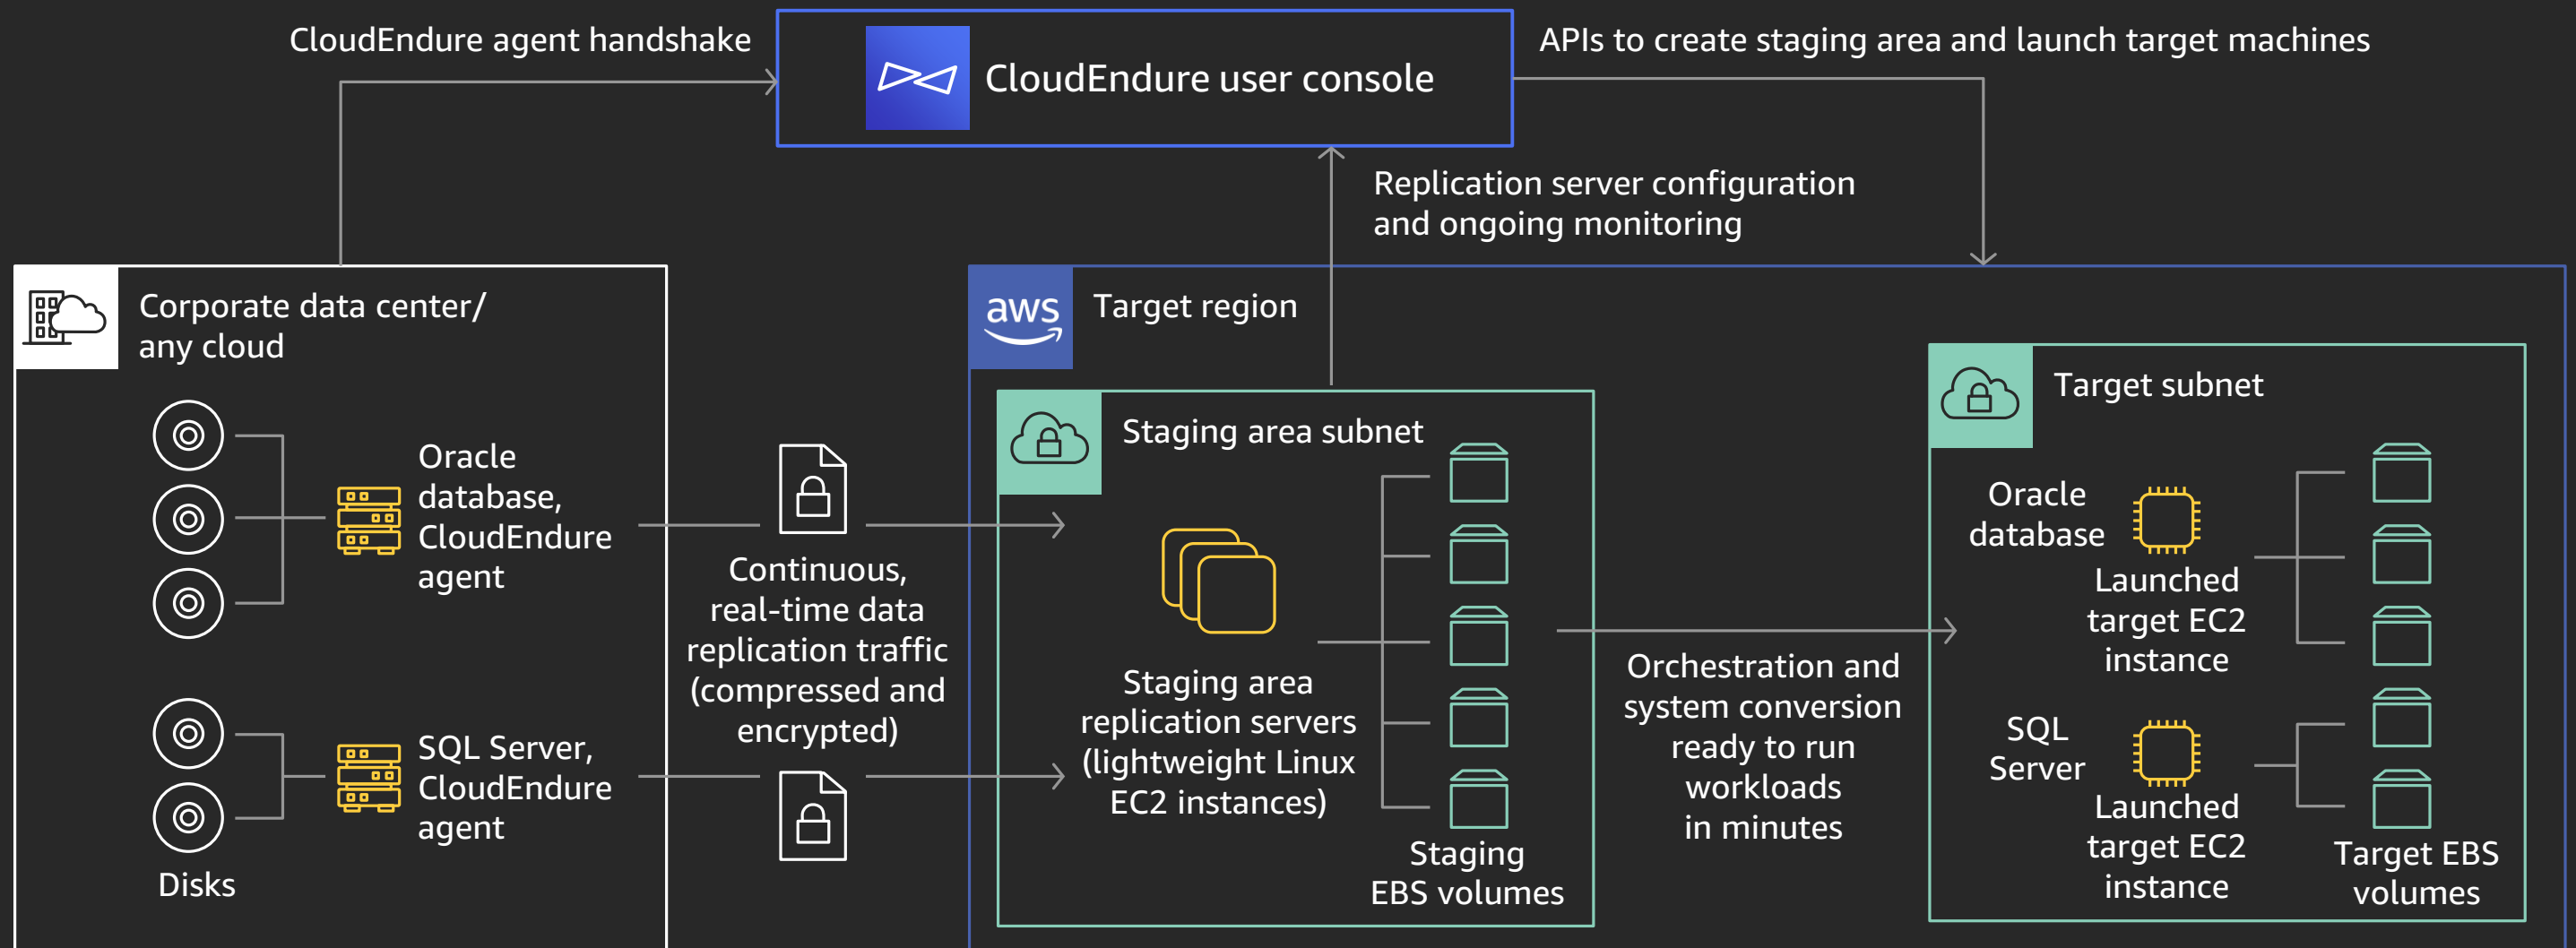 CloudEndure agent handshake
CloudEndure user console
APIs to create staging area and launch target machines
Replication server configuration
and ongoing monitoring
Corporate data center/
any cloud
Oracle
database,
CloudEndure
agent
SQL Server,
CloudEndure
agent
Disks
Continuous,
real-time data
replication traffic
(compressed and
encrypted)
aws
Target region
Staging area subnet
Staging area
replication servers
(lightweight Linux
EC2 instances)
Staging
EBS volumes
Orchestration and
system conversion
ready to run
workloads
in minutes
Target subnet
Oracle
database
Launched
target EC2
instance
SQL
Server
Launched
target EC2
instance
Target EBS
volumes